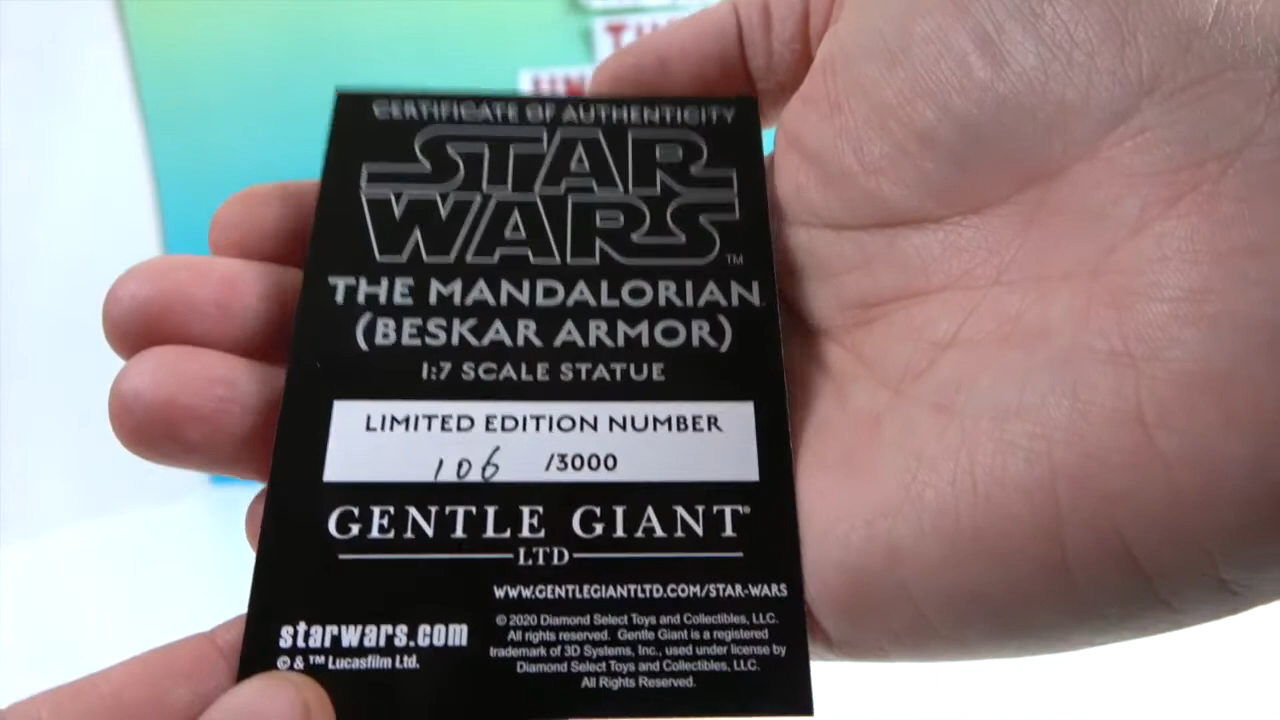 CERTIFICATE OF AUTHENTICITY
STAR
WARS™
THE MANDALORIAN
(BESKAR ARMOR)
1:7 SCALE STATUE
LIMITED EDITION NUMBER
106 /3000
GENTLE GIANT®
LTD
WWW.GENTLEGIANTLTD.COM/STAR-WARS
starwars.com
© & ™ Lucasfilm Ltd.
© 2020 Diamond Select Toys and Collectibles, LLC.
All rights reserved. Gentle Giant is a registered
trademark of 3D Systems, Inc., used under license by
Diamond Select Toys and Collectibles, LLC.
All Rights Reserved.